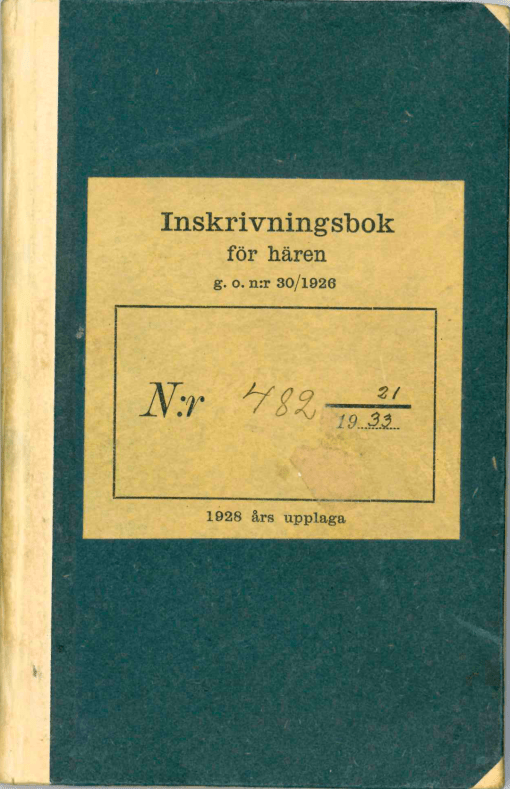 Inskrivningsbok
för hären
g. o. n:r 30/1926
N:r 482 21
19 33
1928 års upplaga